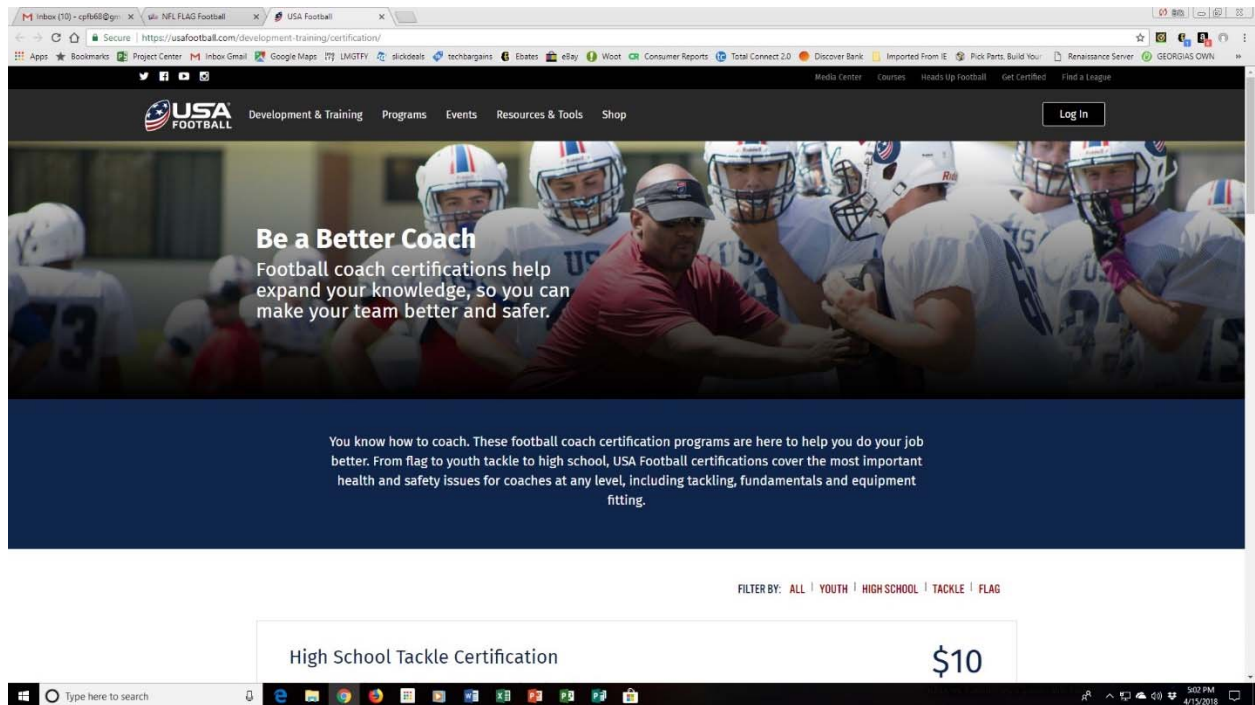 Inbox (10) - cpfb68@gm
NFL FLAG Football
USA Football
Secure | https://usafootball.com/development-training/certification/
Apps Bookmarks Project Center Inbox Gmail Google Maps LMGTFY slickdeals techbargains Ebates eBay Woot Consumer Reports Total Connect 2.0 Discover Bank Imported From IE Pick Parts, Build Your Renaissance Server GEORGIAS OWN »
Media Center Courses Heads Up Football Get Certified Find a League
USA FOOTBALL
Development & Training Programs Events Resources & Tools Shop
Log In
Be a Better Coach
Football coach certifications help
expand your knowledge, so you can
make your team better and safer.
You know how to coach. These football coach certification programs are here to help you do your job
better. From flag to youth tackle to high school, USA Football certifications cover the most important
health and safety issues for coaches at any level, including tackling, fundamentals and equipment
fitting.
FILTER BY: ALL | YOUTH | HIGH SCHOOL | TACKLE | FLAG
High School Tackle Certification
$10
Type here to search
5:02 PM
4/15/2018